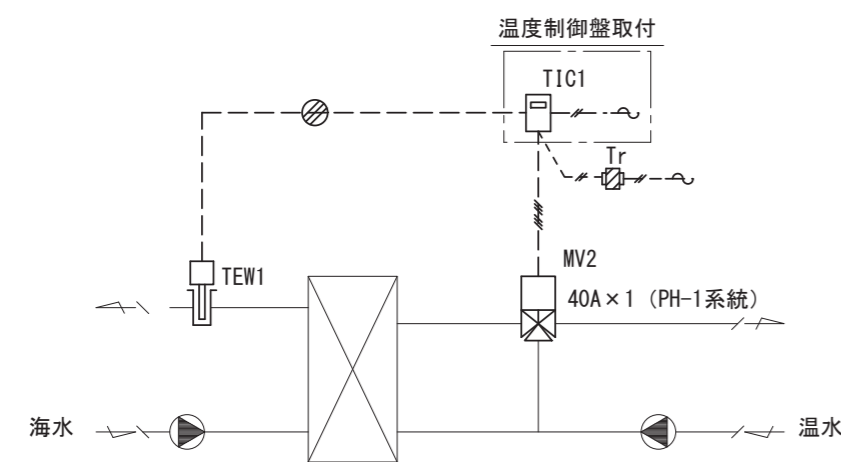 温度制御盤取付
TIC1
Tr
TEW1
MV2
40A×1（PH-1系統）
海水
温水